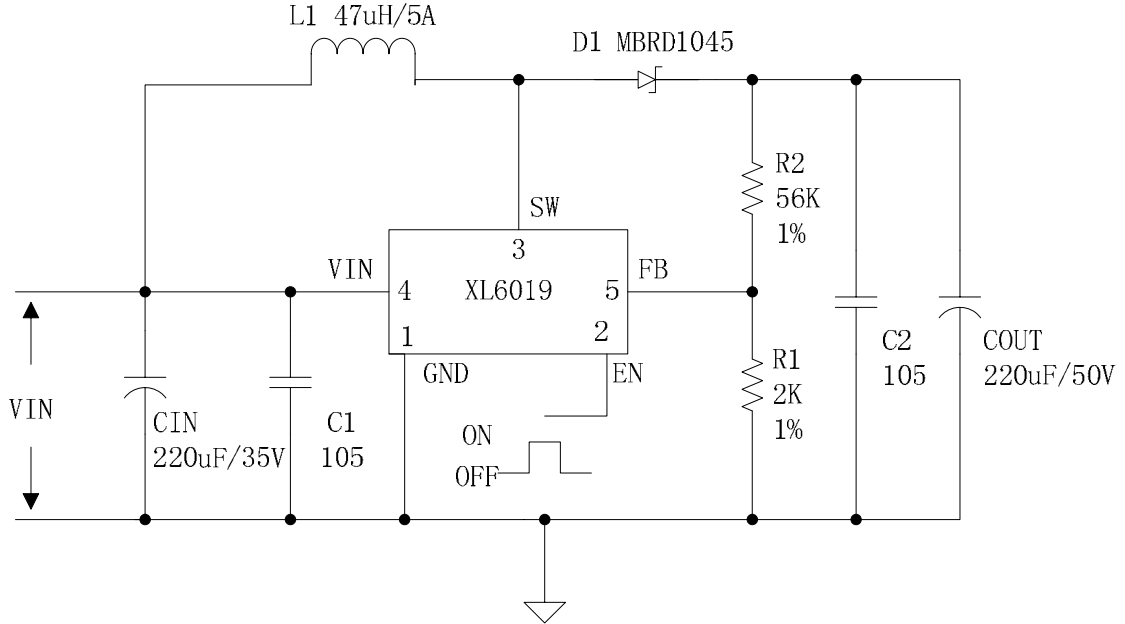 L1 47uH/5A
D1 MBRD1045
R2
56K
1%
SW
3
VIN
4
XL6019
5
FB
1
2
GND
EN
R1
2K
1%
C2
105
COUT
220uF/50V
VIN
CIN
220uF/35V
C1
105
ON
OFF